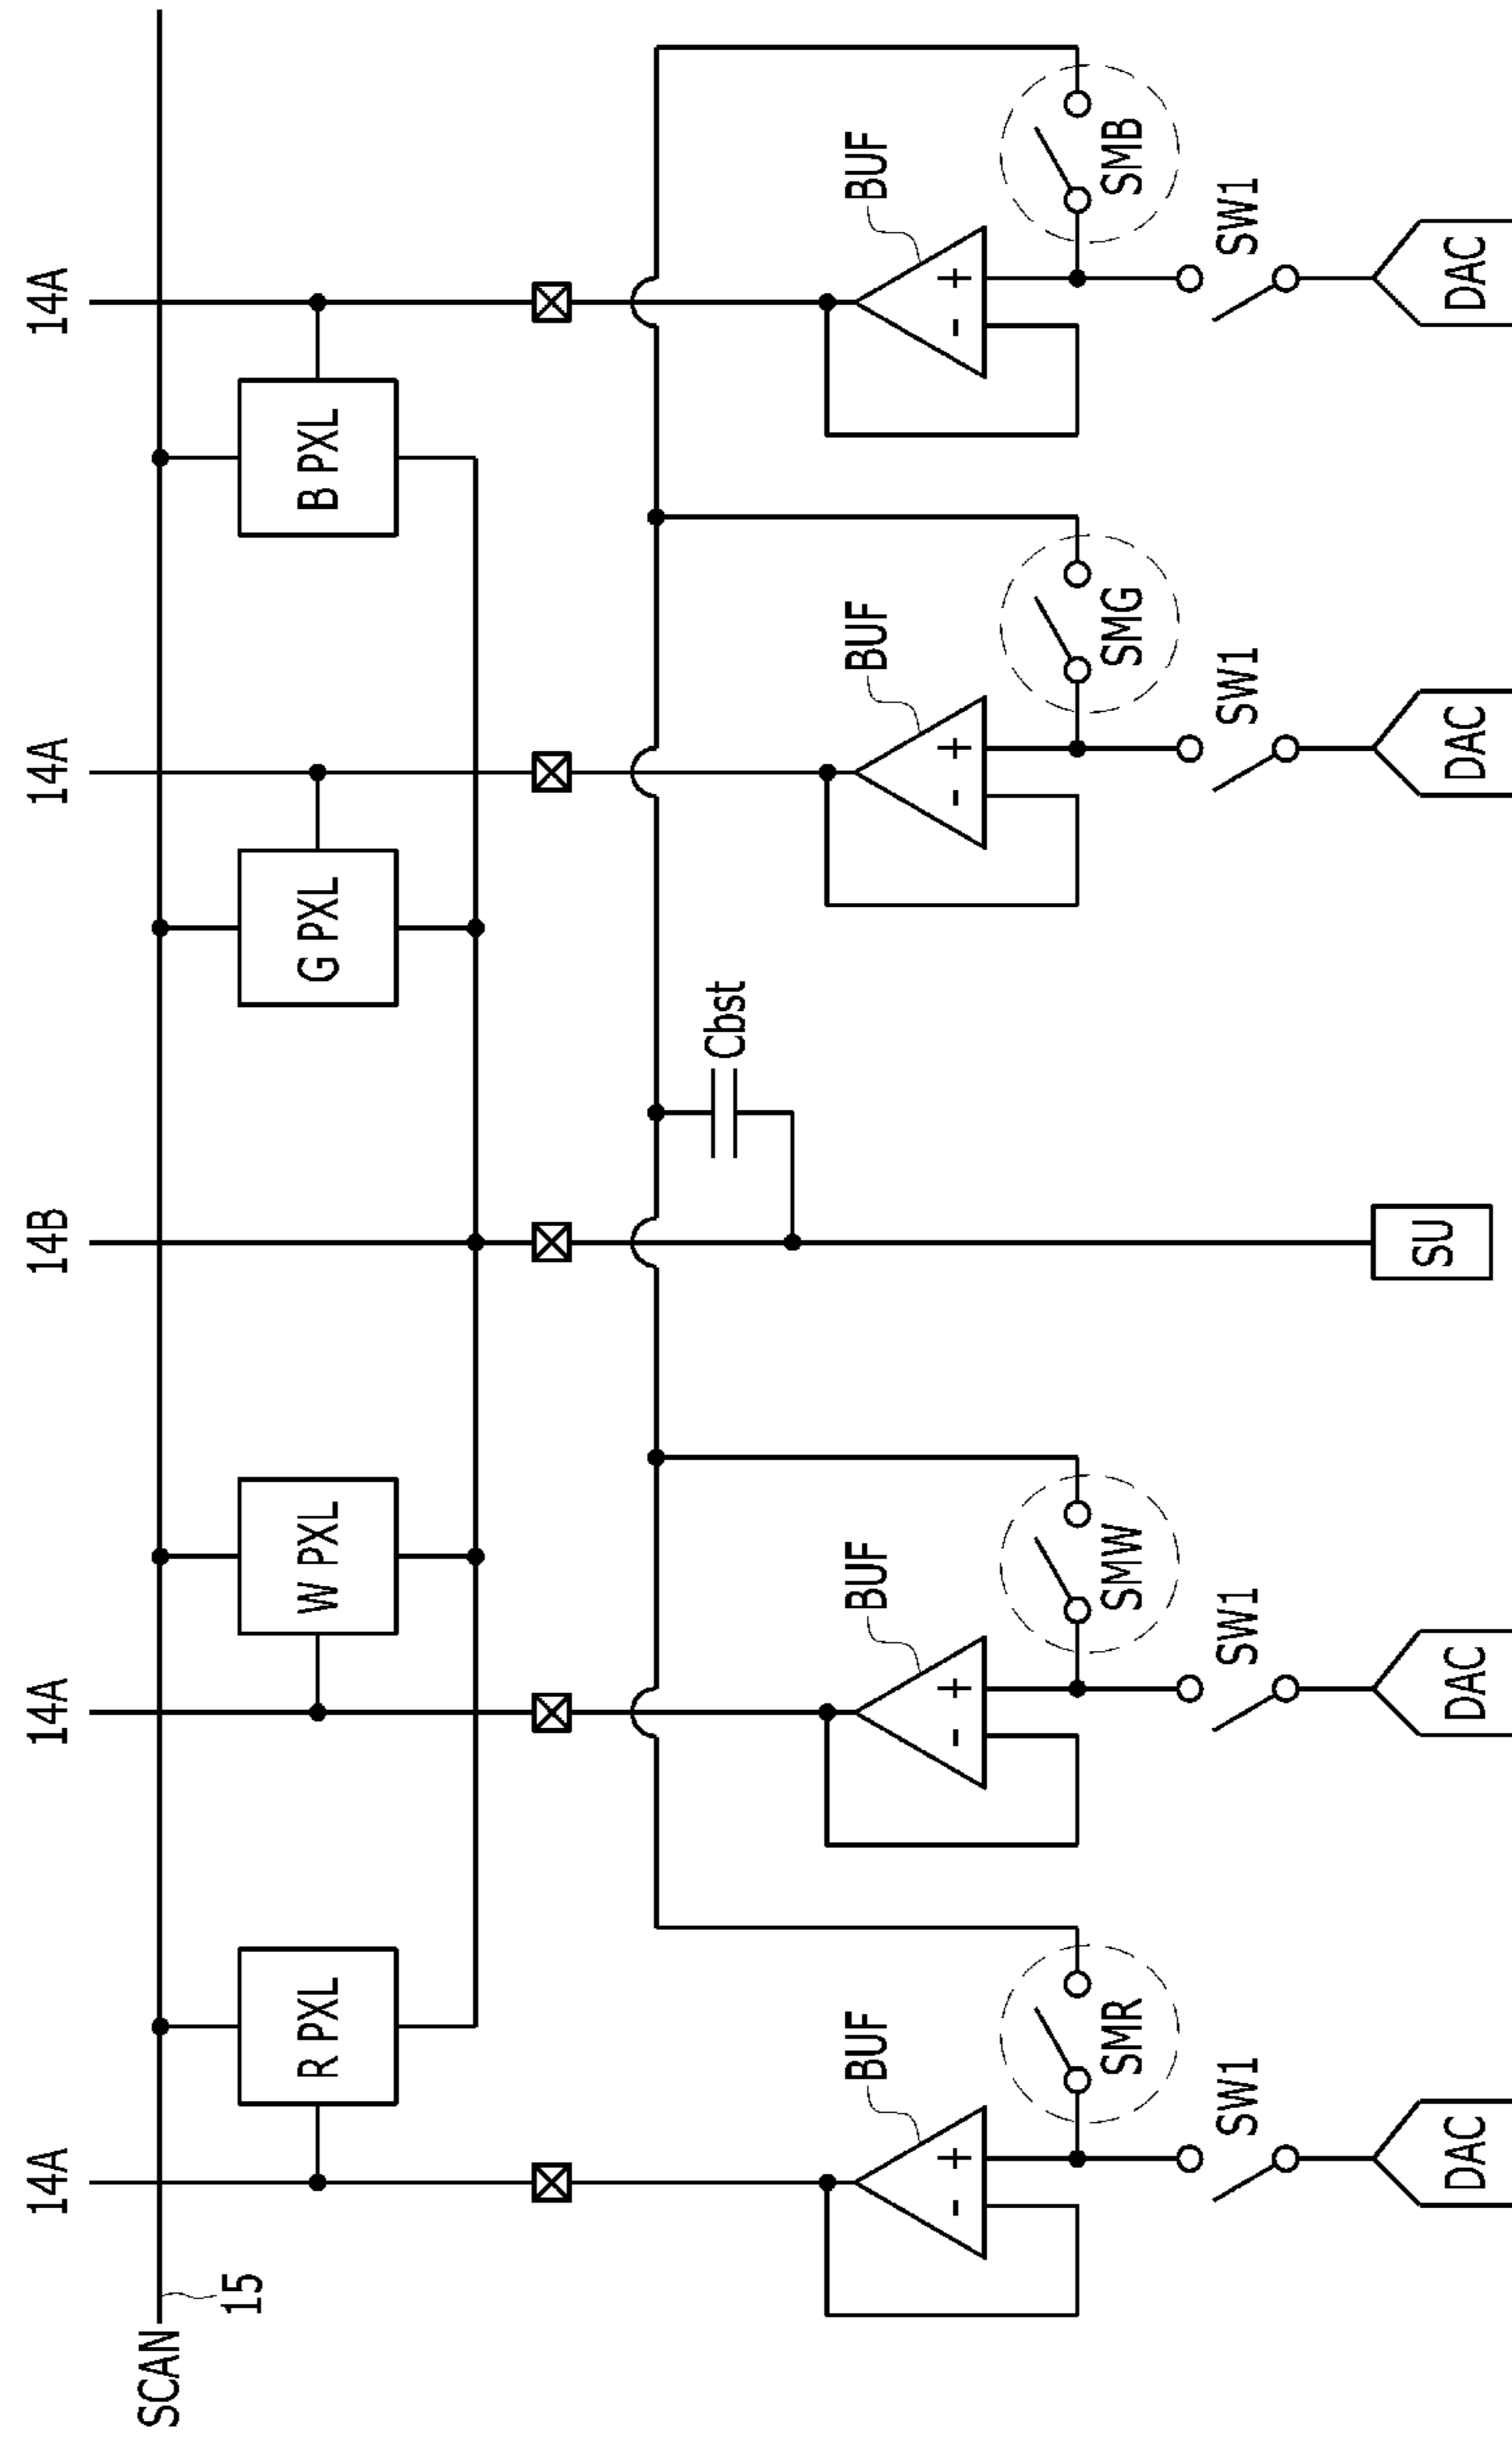 14A
14A
14B
14A
14A
SCAN
15
R PXL
W PXL
G PXL
B PXL
Cbst
BUF
BUF
BUF
BUF
- +
- +
- +
- +
SMR
SMW
SMG
SMB
SW1
SW1
SW1
SW1
DAC
DAC
SU
DAC
DAC